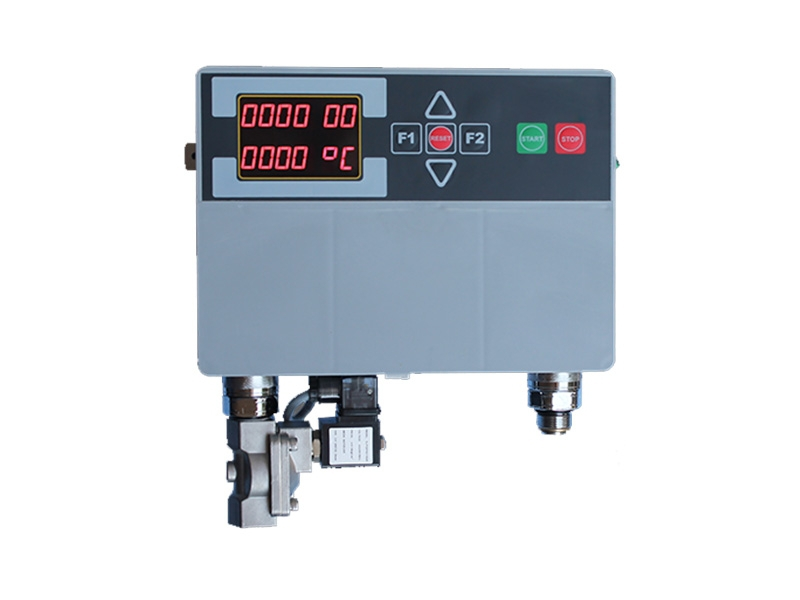 0000 00
0000 °C
F1
RESET
F2
START
STOP